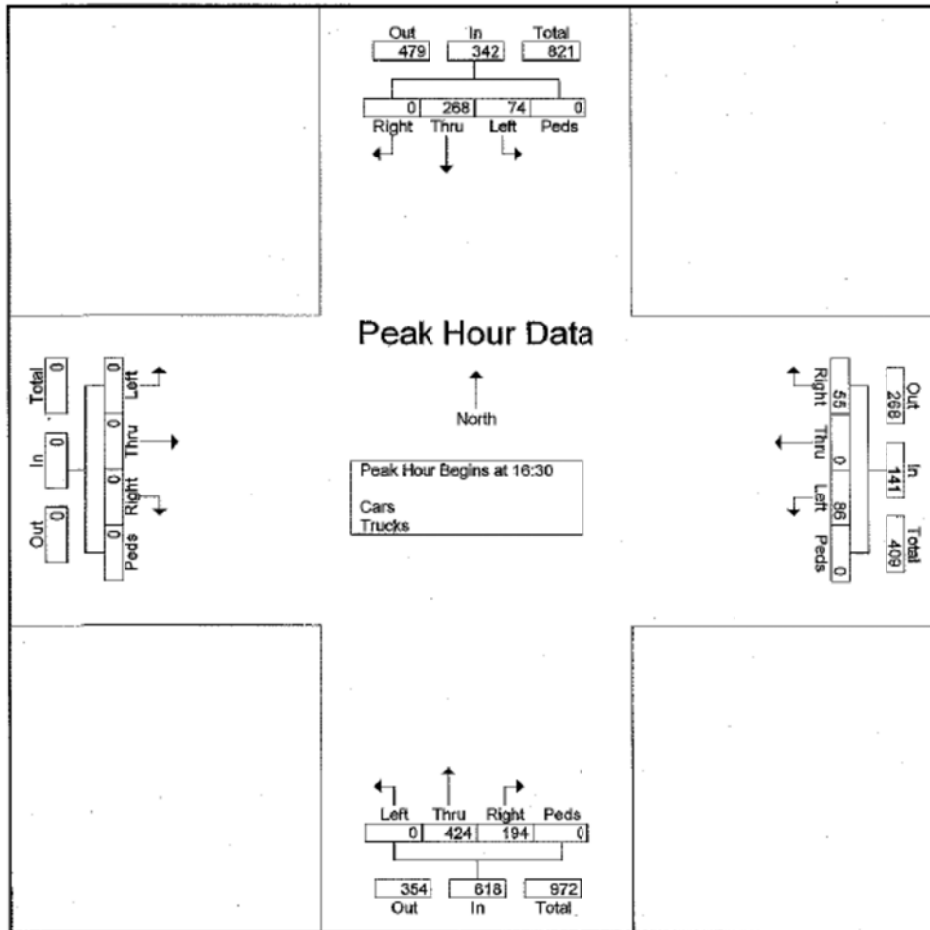 Out In Total
479 342 821
0 268 74 0
Right Thru Left Peds
Peak Hour Data
North
Peak Hour Begins at 16:30
Cars
Trucks
Total In Out
0 0 0
0 0 0 0
Left Thru Right Peds
Right Thru Left Peds
55 0 86 0
268 141 409
Out In Total
Left Thru Right Peds
0 424 194 0
354 618 972
Out In Total